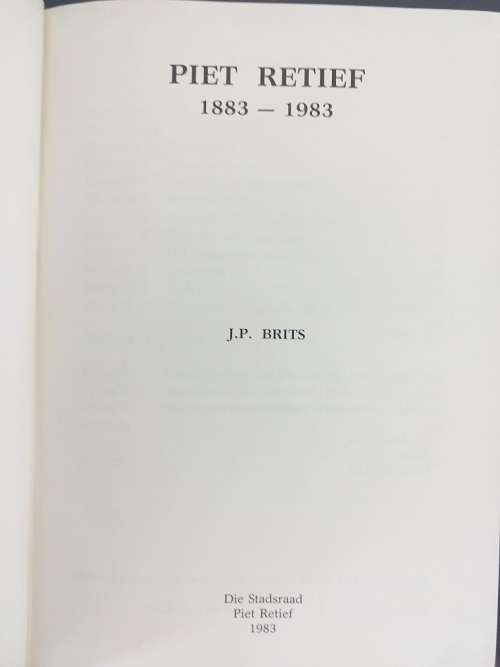 PIET RETIEF
1883 — 1983
J.P. BRITS
Die Stadsraad
Piet Retief
1983